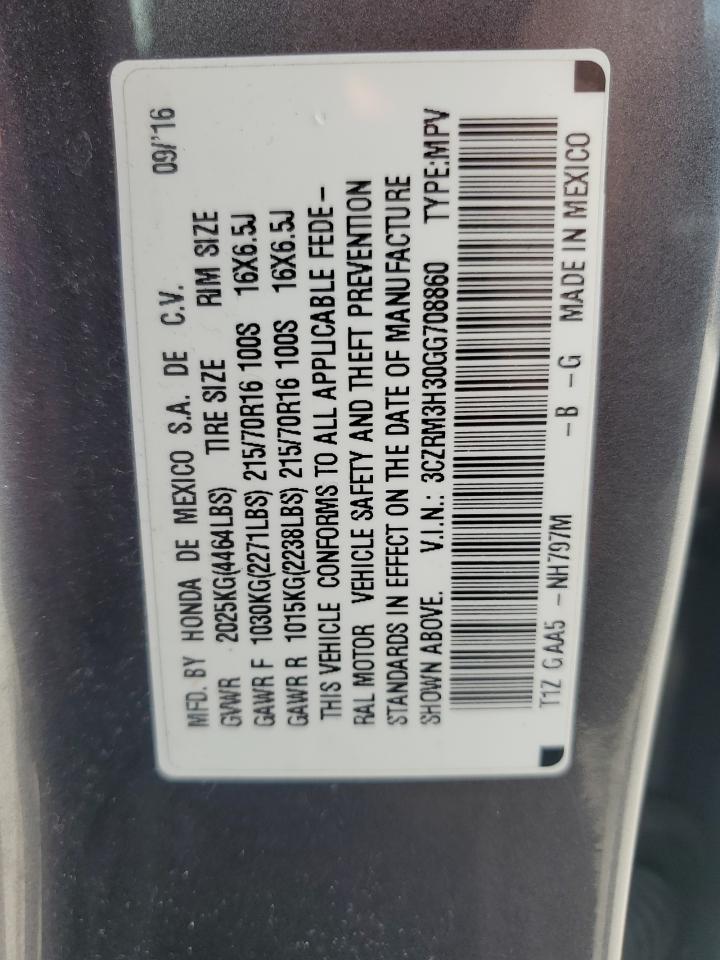 MFD. BY HONDA DE MEXICO S.A. DE C.V. 09/'16
GVWR 2025KG(4464LBS) TIRE SIZE RIM SIZE
GAWR F 1030KG(2271LBS) 215/70R16 100S 16X6.5J
GAWR R 1015KG(2238LBS) 215/70R16 100S 16X6.5J
THIS VEHICLE CONFORMS TO ALL APPLICABLE FEDE-
RAL MOTOR VEHICLE SAFETY AND THEFT PREVENTION
STANDARDS IN EFFECT ON THE DATE OF MANUFACTURE
SHOWN ABOVE. V.I.N.: 3CZRM3H30GG708860 TYPE:MPV
T1Z G AA5 -NH797M -B -G MADE IN MEXICO